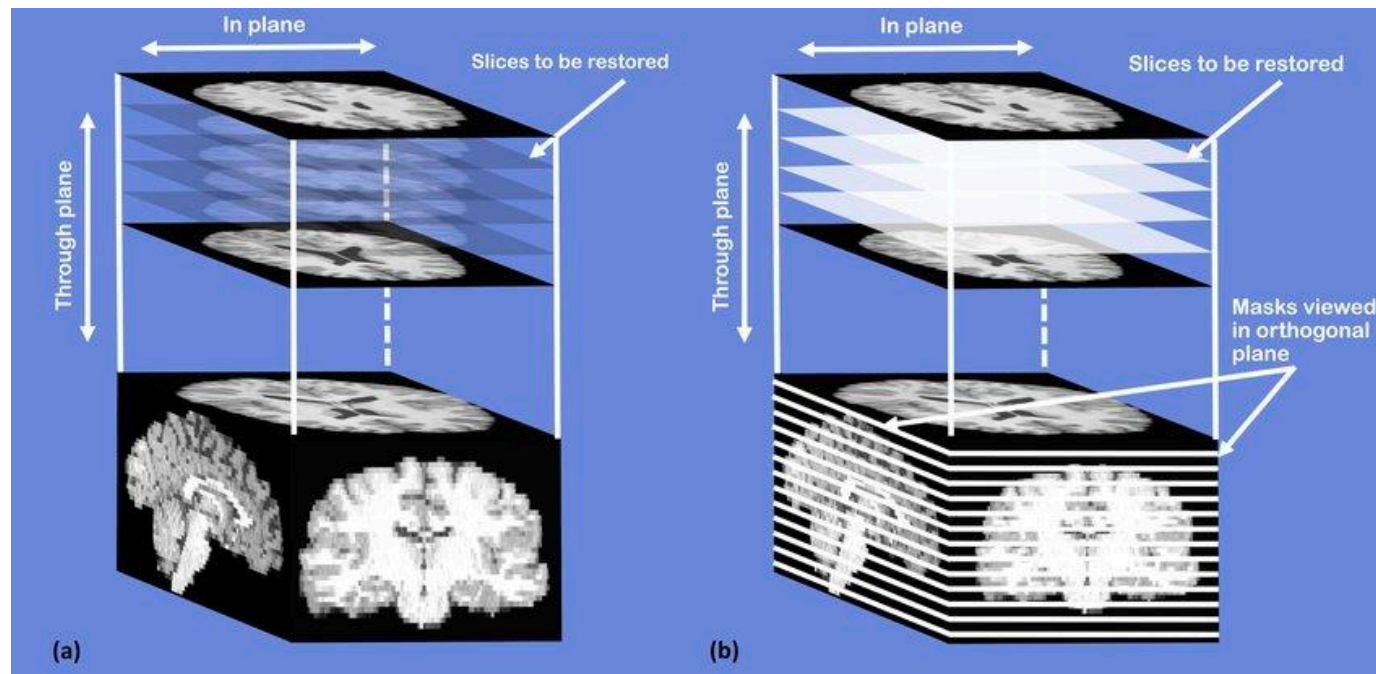 In plane
Slices to be restored
Through plane
(a)
In plane
Slices to be restored
Through plane
Masks viewed
in orthogonal
plane
(b)